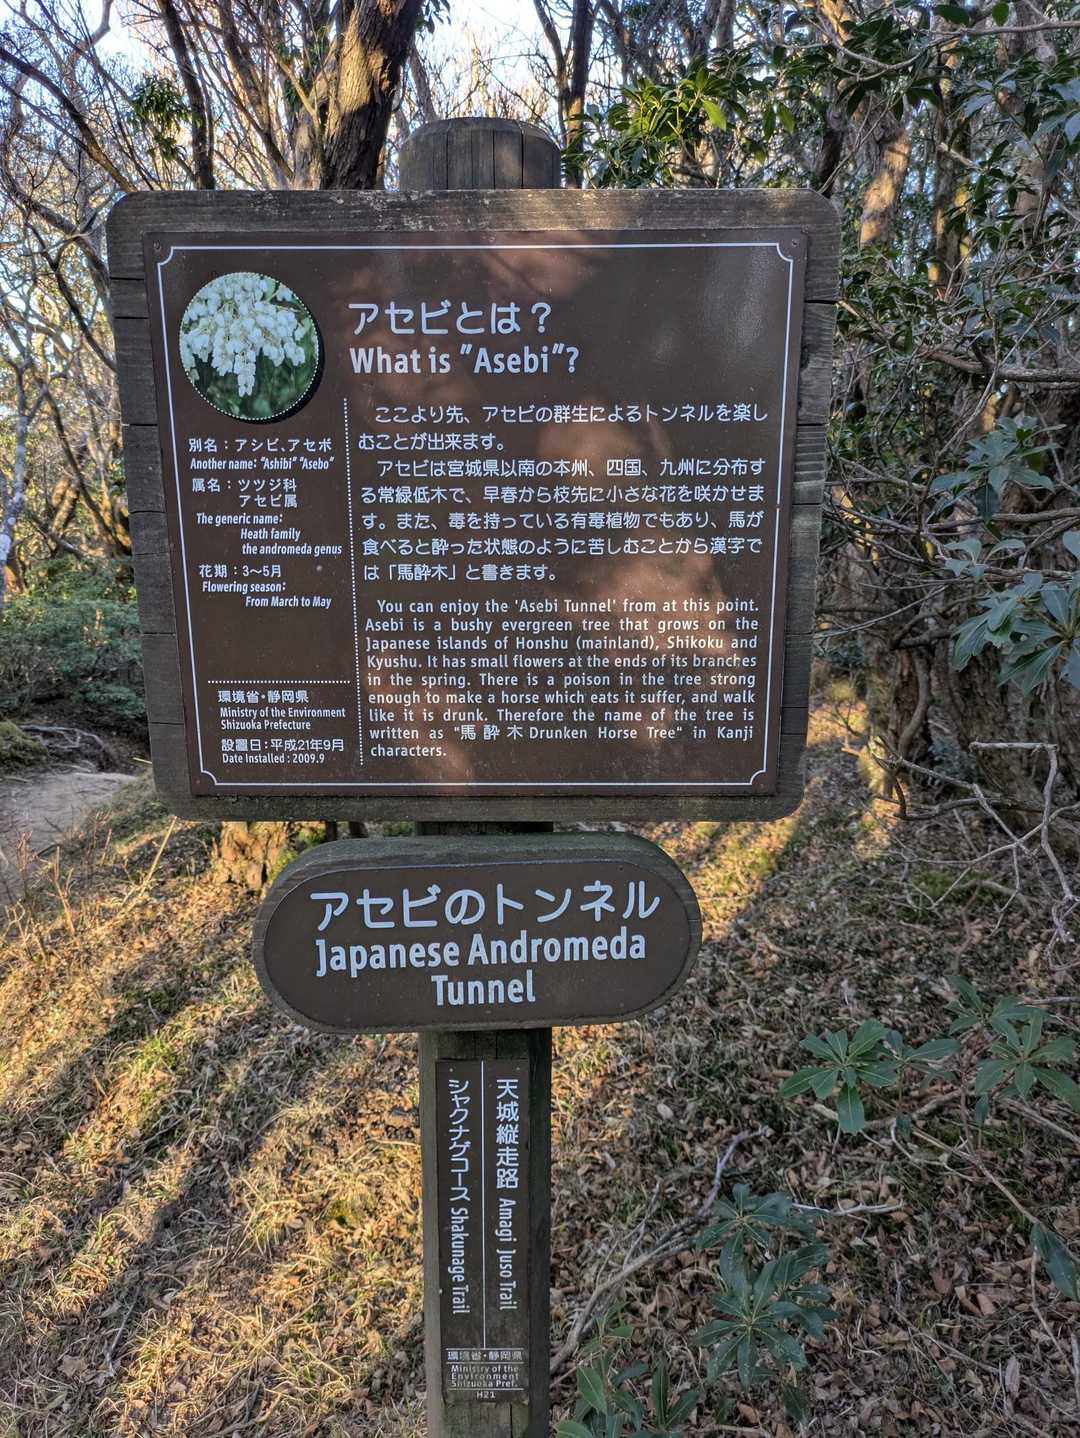 アセビとは？
What is "Asebi"?
別名：アシビ、アセボ
Another name: "Ashibi" "Asebo"
属名：ツツジ科
アセビ属
The generic name:
Heath family
the andromeda genus
花期：3～5月
Flowering season:
From March to May
環境省・静岡県
Ministry of the Environment
Shizuoka Prefecture
設置日：平成21年9月
Date Installed : 2009.9
ここより先、アセビの群生によるトンネルを楽し
むことが出来ます。
アセビは宮城県以南の本州、四国、九州に分布す
る常緑低木で、早春から枝先に小さな花を咲かせま
す。また、毒を持っている有毒植物でもあり、馬が
食べると酔った状態のように苦しむことから漢字で
は「馬酔木」と書きます。
You can enjoy the 'Asebi Tunnel' from at this point.
Asebi is a bushy evergreen tree that grows on the
Japanese islands of Honshu (mainland), Shikoku and
Kyushu. It has small flowers at the ends of its branches
in the spring. There is a poison in the tree strong
enough to make a horse which eats it suffer, and walk
like it is drunk. Therefore the name of the tree is
written as "馬酔木 Drunken Horse Tree" in Kanji
characters.
アセビのトンネル
Japanese Andromeda
Tunnel
天城縦走路 Amagi Juso Trail
シャクナゲコース Shakunage Trail
環境省・静岡県
Ministry of the
Environment
Shizuoka Pref.
H21